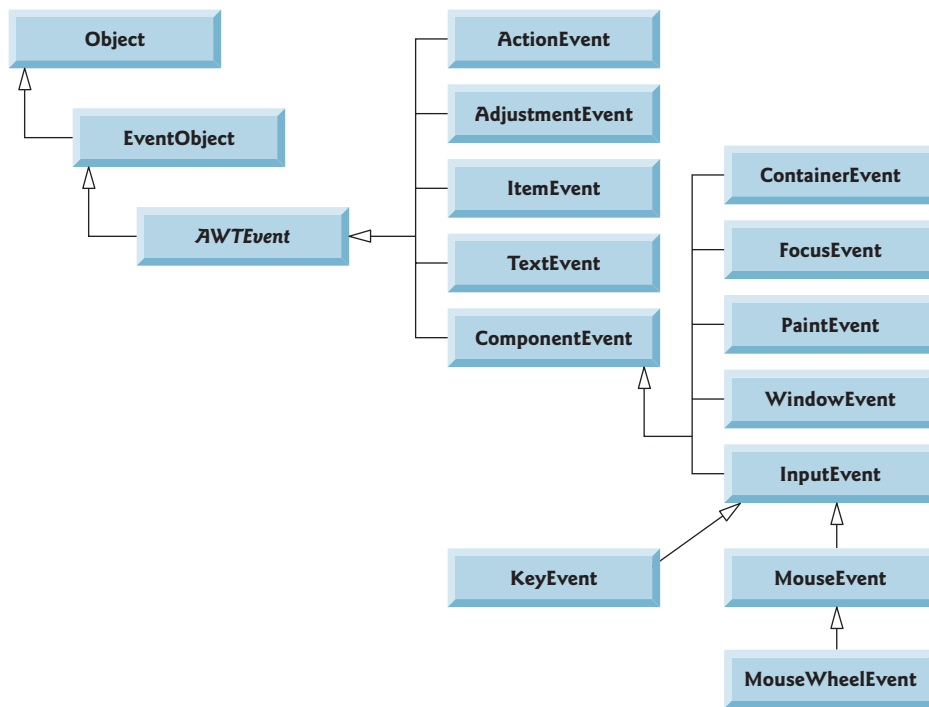 Object
ActionEvent
EventObject
AdjustmentEvent
ContainerEvent
ItemEvent
AWTEvent
FocusEvent
TextEvent
PaintEvent
ComponentEvent
WindowEvent
InputEvent
KeyEvent
MouseEvent
MouseWheelEvent